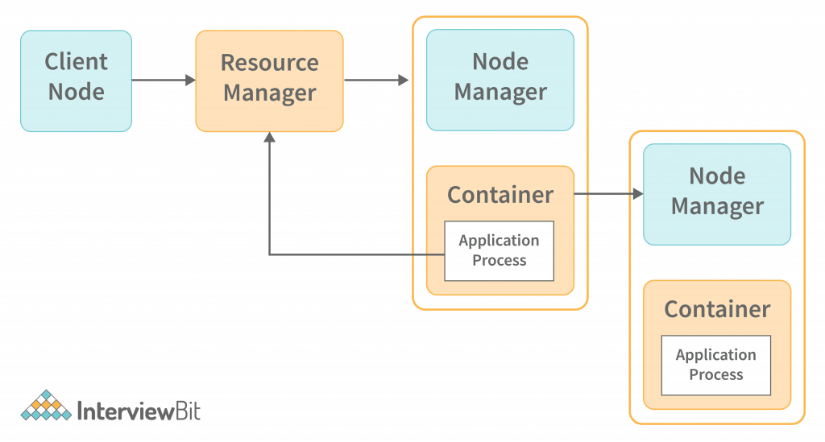 Client
Node
Resource
Manager
Node
Manager
Container
Application
Process
Node
Manager
Container
Application
Process
InterviewBit